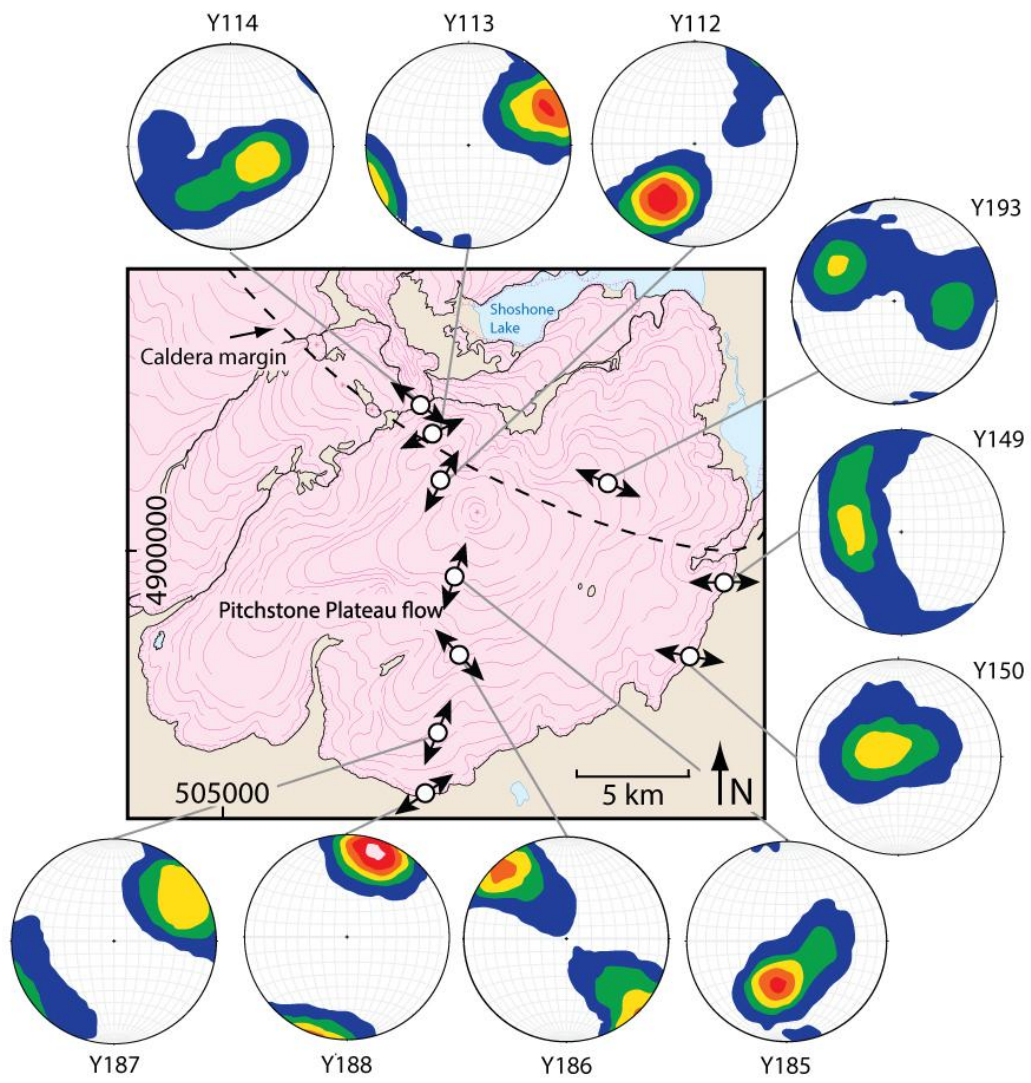 Y114
Y113
Y112
Y193
Shoshone
Lake
Caldera margin
Y149
4900000
Pitchstone Plateau flow
Y150
505000
5 km
N
Y187
Y188
Y186
Y185